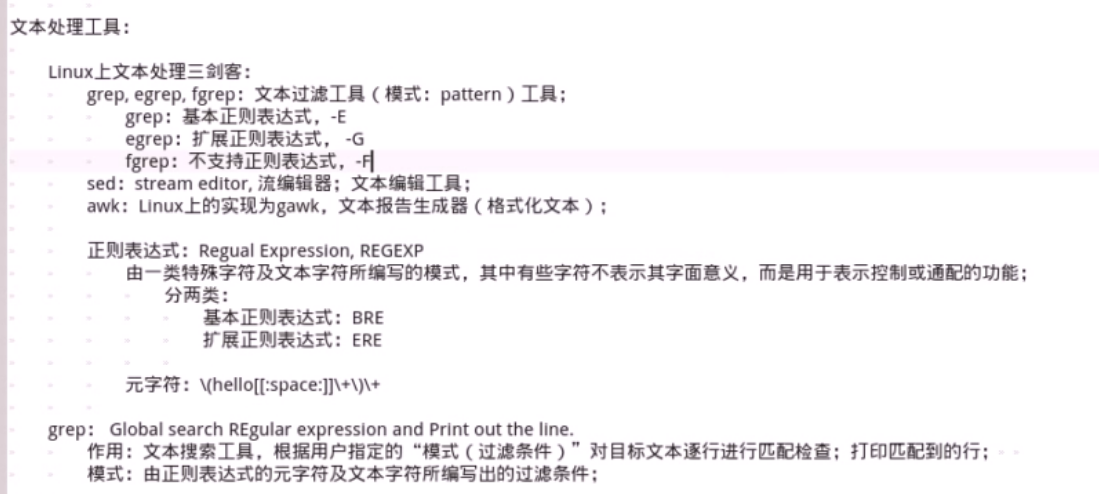 文本处理工具：
Linux上文本处理三剑客：
grep, egrep, fgrep：文本过滤工具（模式：pattern）工具；
grep：基本正则表达式，-E
egrep：扩展正则表达式， -G
fgrep：不支持正则表达式，-F
sed：stream editor, 流编辑器；文本编辑工具；
awk：Linux上的实现为gawk，文本报告生成器（格式化文本）；
正则表达式：Regual Expression, REGEXP
由一类特殊字符及文本字符所编写的模式，其中有些字符不表示其字面意义，而是用于表示控制或通配的功能；
分两类：
基本正则表达式：BRE
扩展正则表达式：ERE
元字符：\(hello[[:space:]]\+\)\+
grep： Global search REgular expression and Print out the line.
作用：文本搜索工具，根据用户指定的“模式（过滤条件）”对目标文本逐行进行匹配检查；打印匹配到的行；
模式：由正则表达式的元字符及文本字符所编写出的过滤条件；